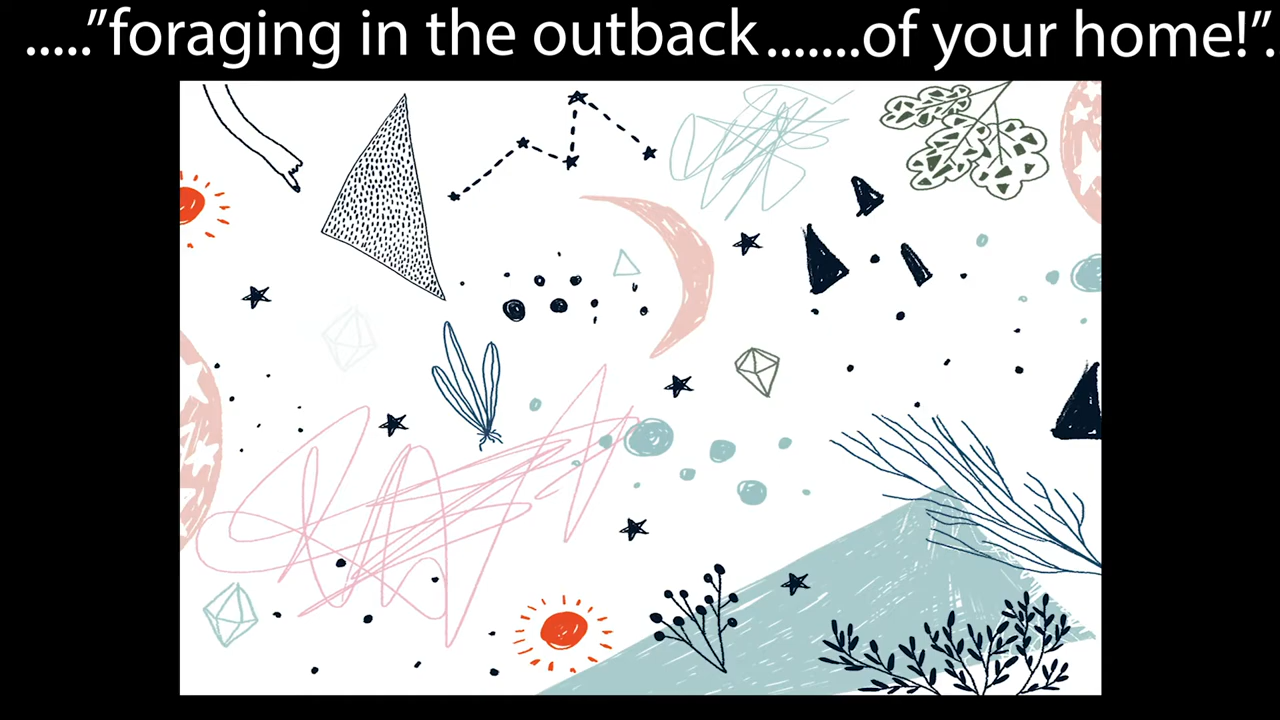 .....”foraging in the outback.......of your home!”.